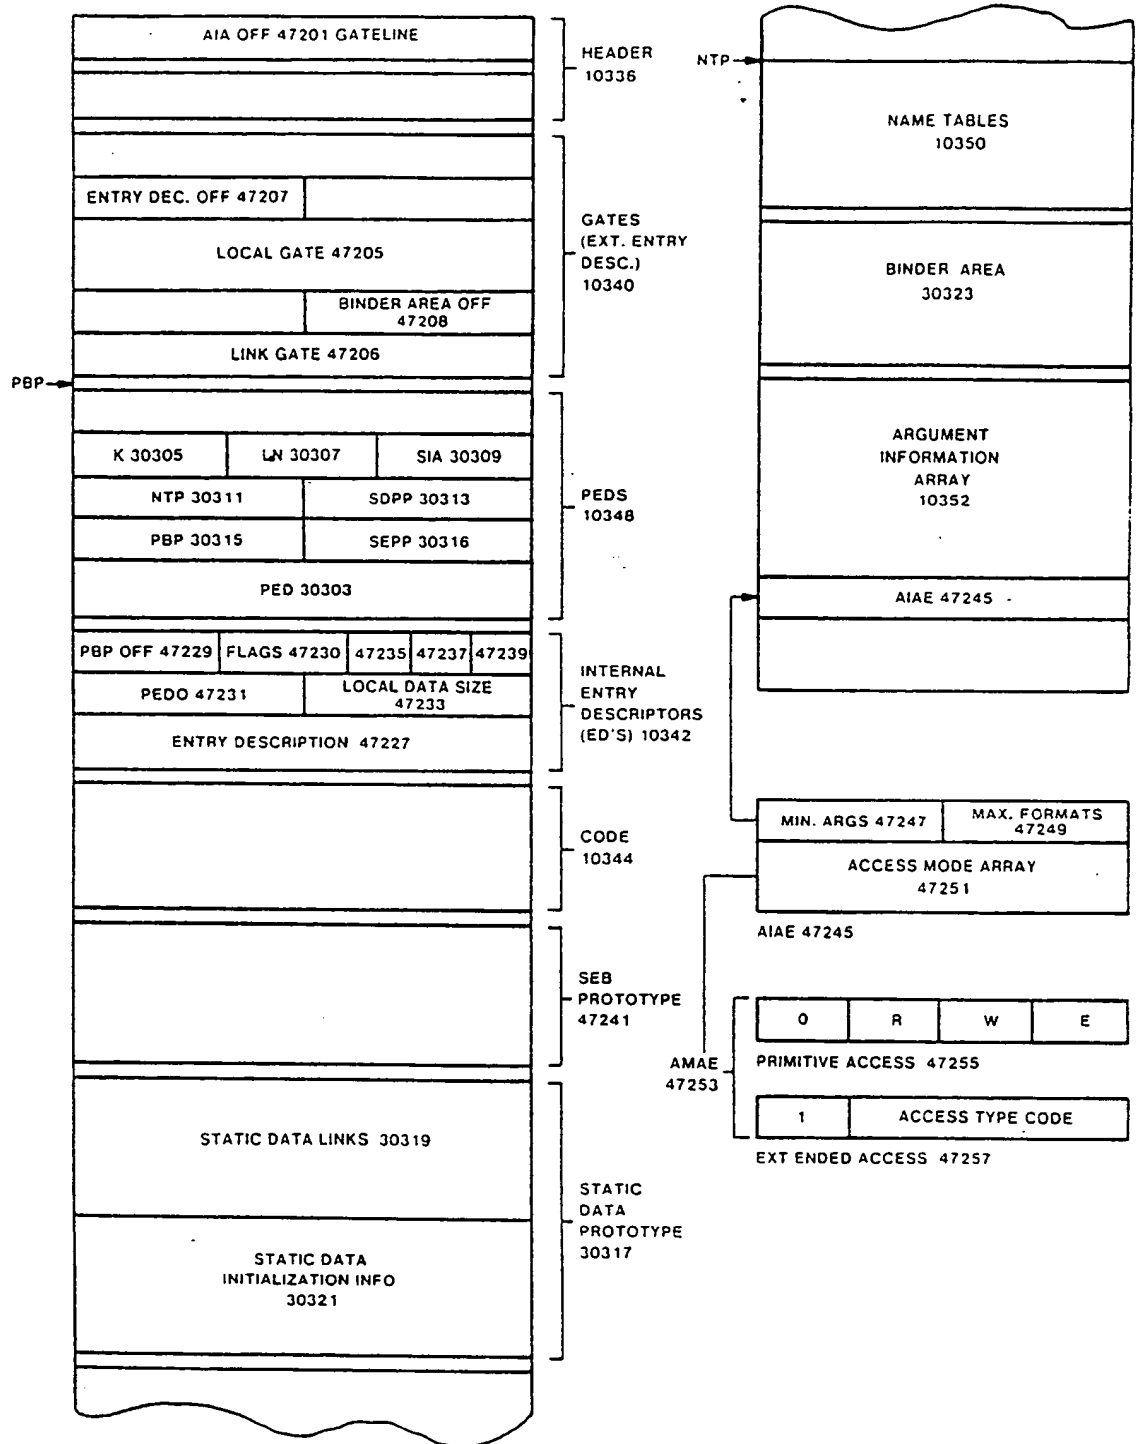 AIA OFF 47201 GATELINE
HEADER
10336
ENTRY DEC. OFF 47207
LOCAL GATE 47205
BINDER AREA OFF
47208
LINK GATE 47206
GATES
(EXT. ENTRY
DESC.)
10340
PBP
K 30305
LN 30307
SIA 30309
NTP 30311
SDPP 30313
PBP 30315
SEPP 30316
PED 30303
PEDS
10348
PBP OFF 47229
FLAGS 47230
47235
47237
47239
PEDO 47231
LOCAL DATA SIZE
47233
ENTRY DESCRIPTION 47227
INTERNAL
ENTRY
DESCRIPTORS
(ED'S) 10342
CODE
10344
SEB
PROTOTYPE
47241
STATIC DATA LINKS 30319
STATIC DATA
INITIALIZATION INFO
30321
STATIC
DATA
PROTOTYPE
30317
NTP
NAME TABLES
10350
BINDER AREA
30323
ARGUMENT
INFORMATION
ARRAY
10352
AIAE 47245
MIN. ARGS 47247
MAX. FORMATS
47249
ACCESS MODE ARRAY
47251
AIAE 47245
AMAE
47253
O R W E
PRIMITIVE ACCESS 47255
1 ACCESS TYPE CODE
EXT ENDED ACCESS 47257